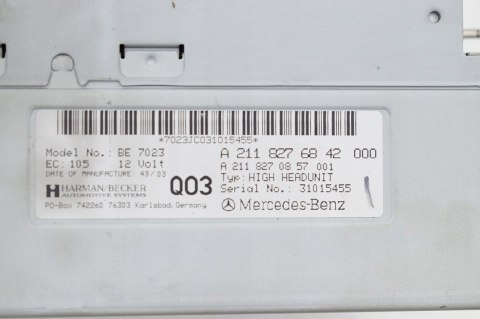 *7023JC031015455*
Model No.: BE 7023
EC: 105 12 Volt
DATE OF MANUFACTURE: 43/03
HARMAN/BECKER
AUTOMOTIVE SYSTEMS
PO-Box 742260 76303 Karlsbad, Germany
Q03
A 211 827 68 42 000
A 211 827 08 57 001
Typ: HIGH HEADUNIT
Serial No.: 31015455
Mercedes-Benz